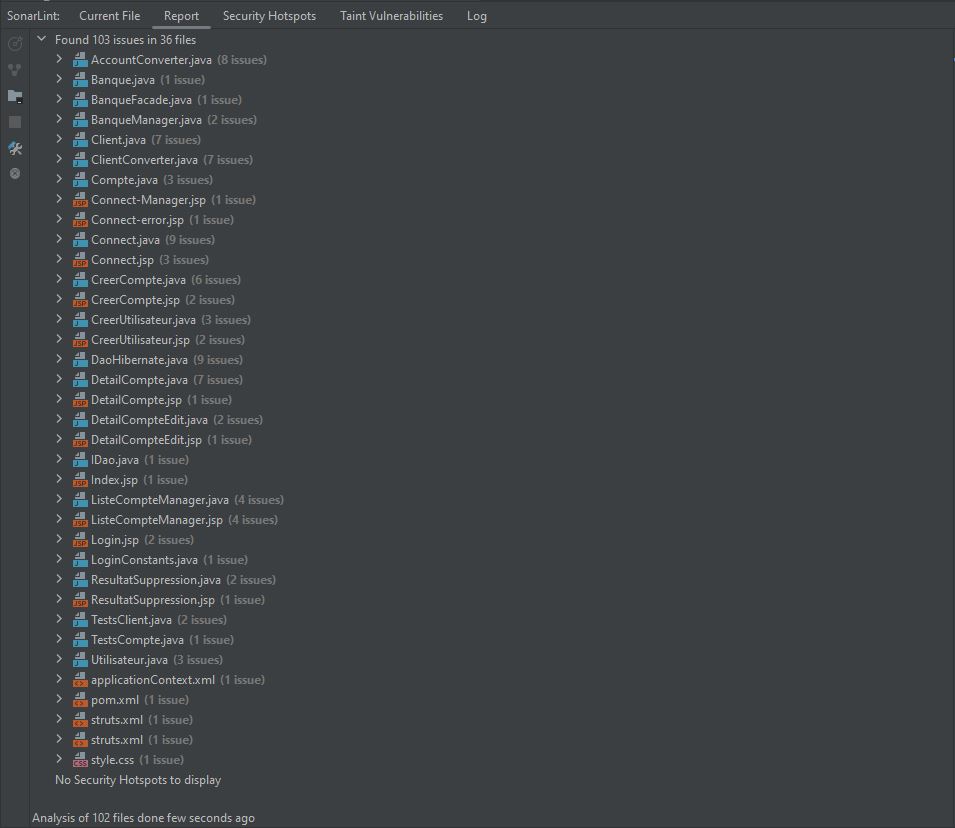 SonarLint: Current File Report Security Hotspots Taint Vulnerabilities Log
Found 103 issues in 36 files
AccountConverter.java (8 issues)
Banque.java (1 issue)
BanqueFacade.java (1 issue)
BanqueManager.java (2 issues)
Client.java (7 issues)
ClientConverter.java (7 issues)
Compte.java (3 issues)
Connect-Manager.jsp (1 issue)
Connect-error.jsp (1 issue)
Connect.java (9 issues)
Connect.jsp (3 issues)
CreerCompte.java (6 issues)
CreerCompte.jsp (2 issues)
CreerUtilisateur.java (3 issues)
CreerUtilisateur.jsp (2 issues)
DaoHibernate.java (9 issues)
DetailCompte.java (7 issues)
DetailCompte.jsp (1 issue)
DetailCompteEdit.java (2 issues)
DetailCompteEdit.jsp (1 issue)
IDao.java (1 issue)
Index.jsp (1 issue)
ListeCompteManager.java (4 issues)
ListeCompteManager.jsp (4 issues)
Login.jsp (2 issues)
LoginConstants.java (1 issue)
ResultatSuppression.java (2 issues)
ResultatSuppression.jsp (1 issue)
TestsClient.java (2 issues)
TestsCompte.java (1 issue)
Utilisateur.java (3 issues)
applicationContext.xml (1 issue)
pom.xml (1 issue)
struts.xml (1 issue)
struts.xml (1 issue)
style.css (1 issue)
No Security Hotspots to display
Analysis of 102 files done few seconds ago